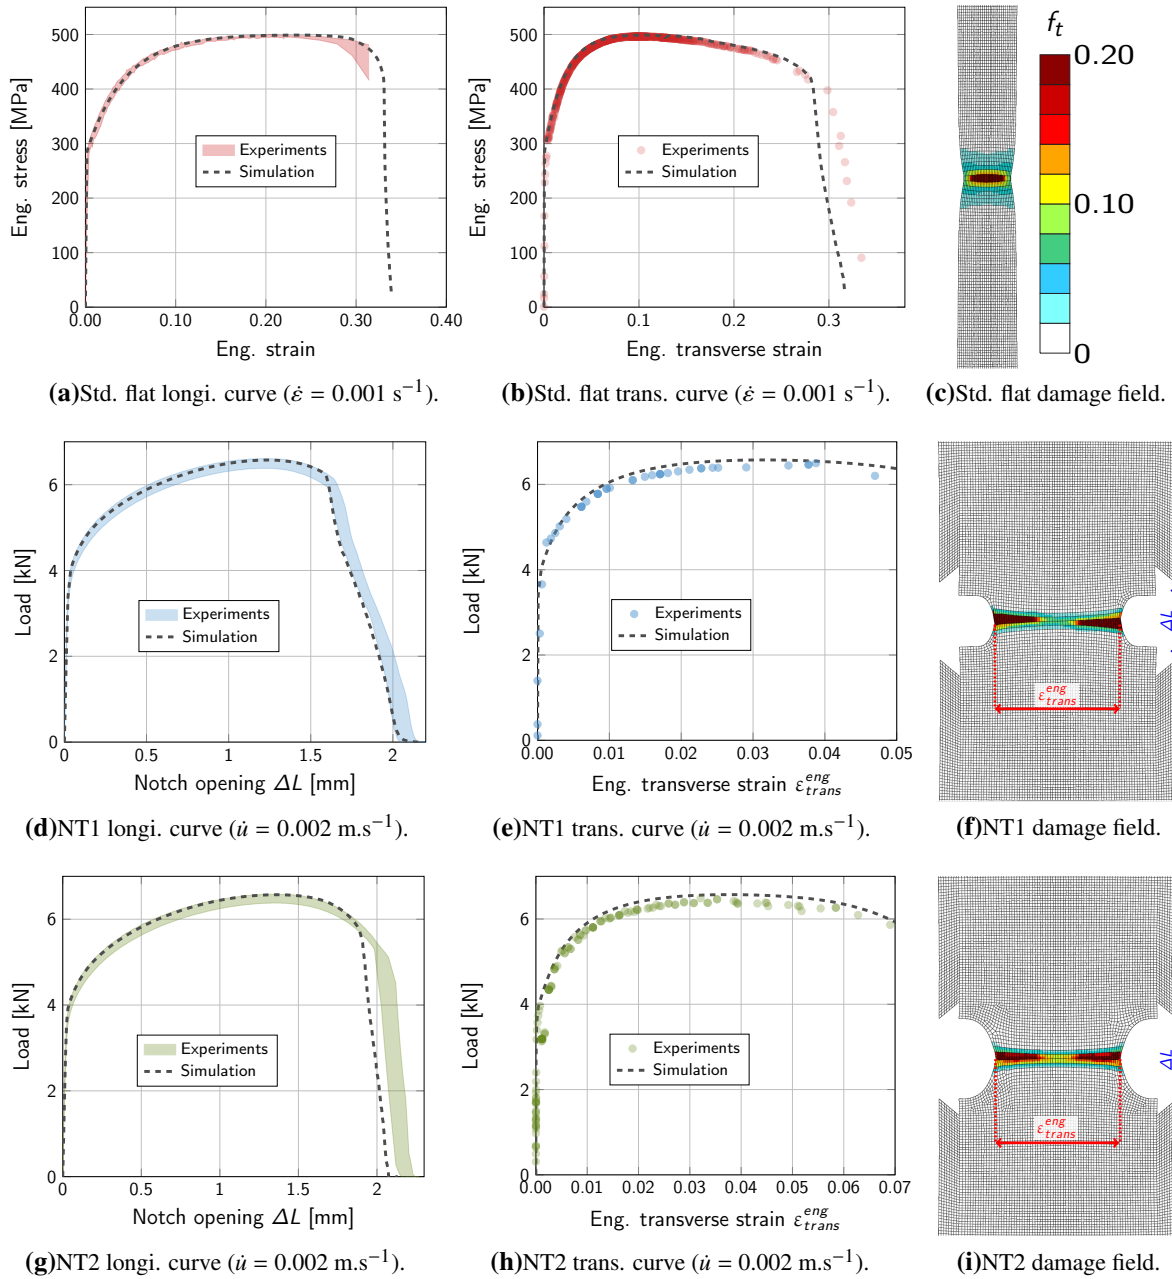 Eng. stress [MPa]
500
400
300
200
100
0
0.00
0.10
0.20
0.30
0.40
Experiments
Simulation
Eng. strain
(a)Std. flat longi. curve (ε̇ = 0.001 s⁻¹).
Eng. stress [MPa]
500
400
300
200
100
0
0
0.1
0.2
0.3
Experiments
Simulation
Eng. transverse strain
(b)Std. flat trans. curve (ε̇ = 0.001 s⁻¹).
f_t
0.20
0.10
0
(c)Std. flat damage field.
Load [kN]
6
4
2
0
0
0.5
1
1.5
2
Experiments
Simulation
Notch opening ΔL [mm]
(d)NT1 longi. curve (u̇ = 0.002 m.s⁻¹).
Load [kN]
6
4
2
0
0.00
0.01
0.02
0.03
0.04
0.05
Experiments
Simulation
Eng. transverse strain ε_trans^eng
(e)NT1 trans. curve (u̇ = 0.002 m.s⁻¹).
ΔL
ε_trans^eng
(f)NT1 damage field.
Load [kN]
6
4
2
0
0
0.5
1
1.5
2
Experiments
Simulation
Notch opening ΔL [mm]
(g)NT2 longi. curve (u̇ = 0.002 m.s⁻¹).
Load [kN]
6
4
2
0
0.00
0.01
0.02
0.03
0.04
0.05
0.06
0.07
Experiments
Simulation
Eng. transverse strain ε_trans^eng
(h)NT2 trans. curve (u̇ = 0.002 m.s⁻¹).
ΔL
ε_trans^eng
(i)NT2 damage field.